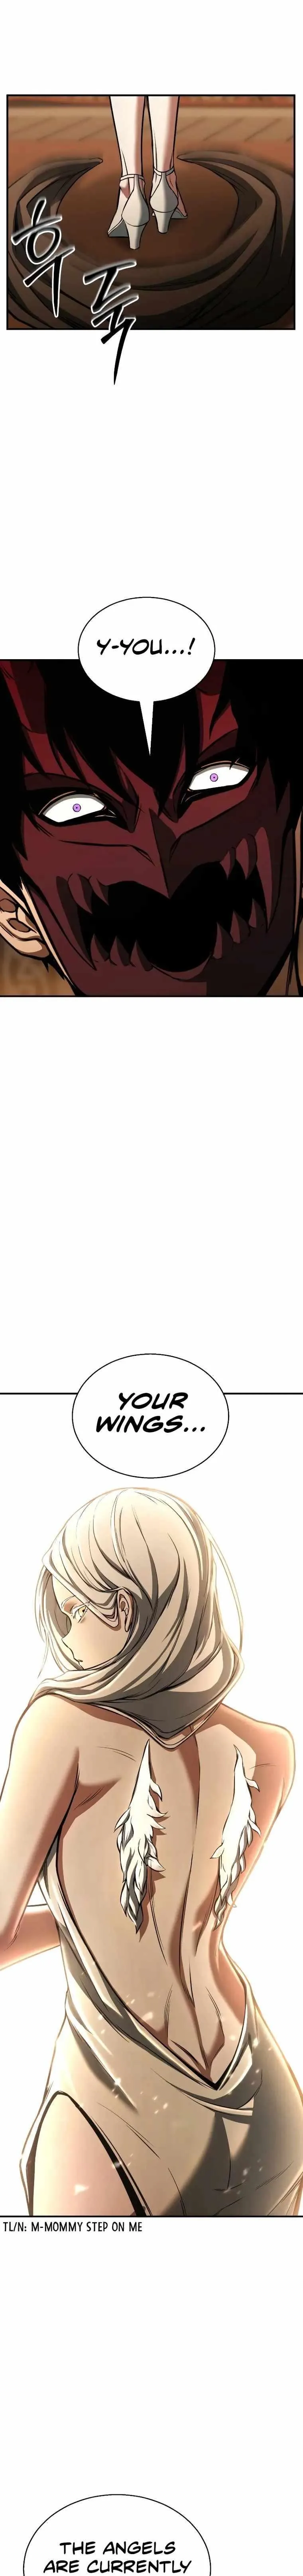 후둑
Y-YOU...!
YOUR
WINGS...
TL/N: M-MOMMY STEP ON ME
THE ANGELS
ARE CURRENTLY